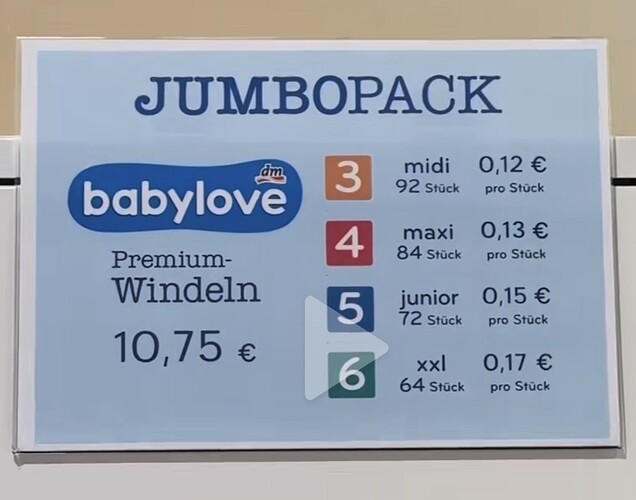 JUMBOPACK
dm
babylove
Premium-
Windeln
10,75 €
3 midi 0,12 €
92 Stück pro Stück
4 maxi 0,13 €
84 Stück pro Stück
5 junior 0,15 €
72 Stück pro Stück
6 xxl 0,17 €
64 Stück pro Stück